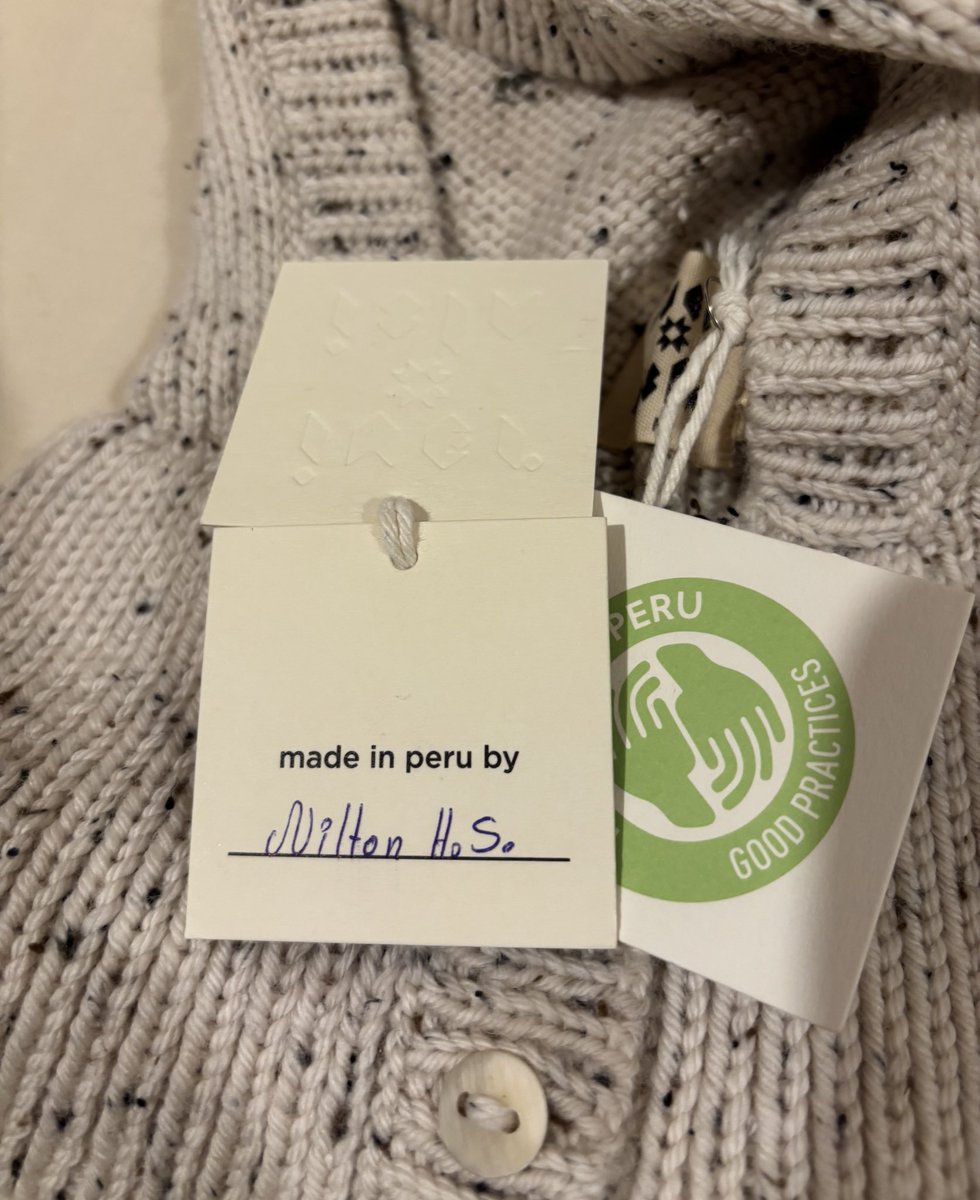 made in peru by
Nilton H.S.
PERU
GOOD PRACTICES